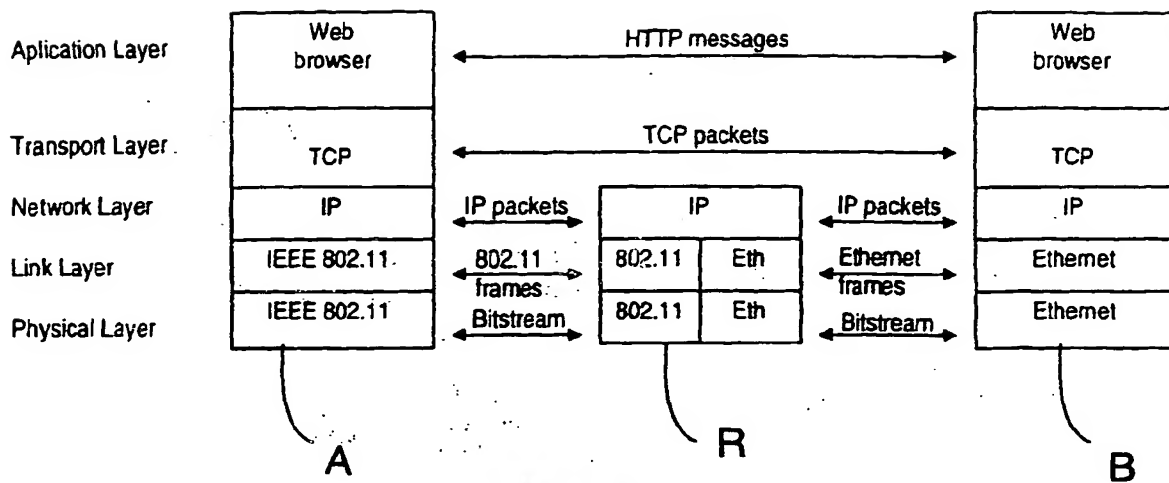 Aplication Layer
Web
browser
HTTP messages
Web
browser
Transport Layer
TCP
TCP packets
TCP
Network Layer
IP
IP packets
IP
IP packets
IP
Link Layer
IEEE 802.11
802.11
frames
802.11
Eth
Ethernet
frames
Ethernet
Physical Layer
IEEE 802.11
Bitstream
802.11
Eth
Bitstream
Ethernet
A
R
B